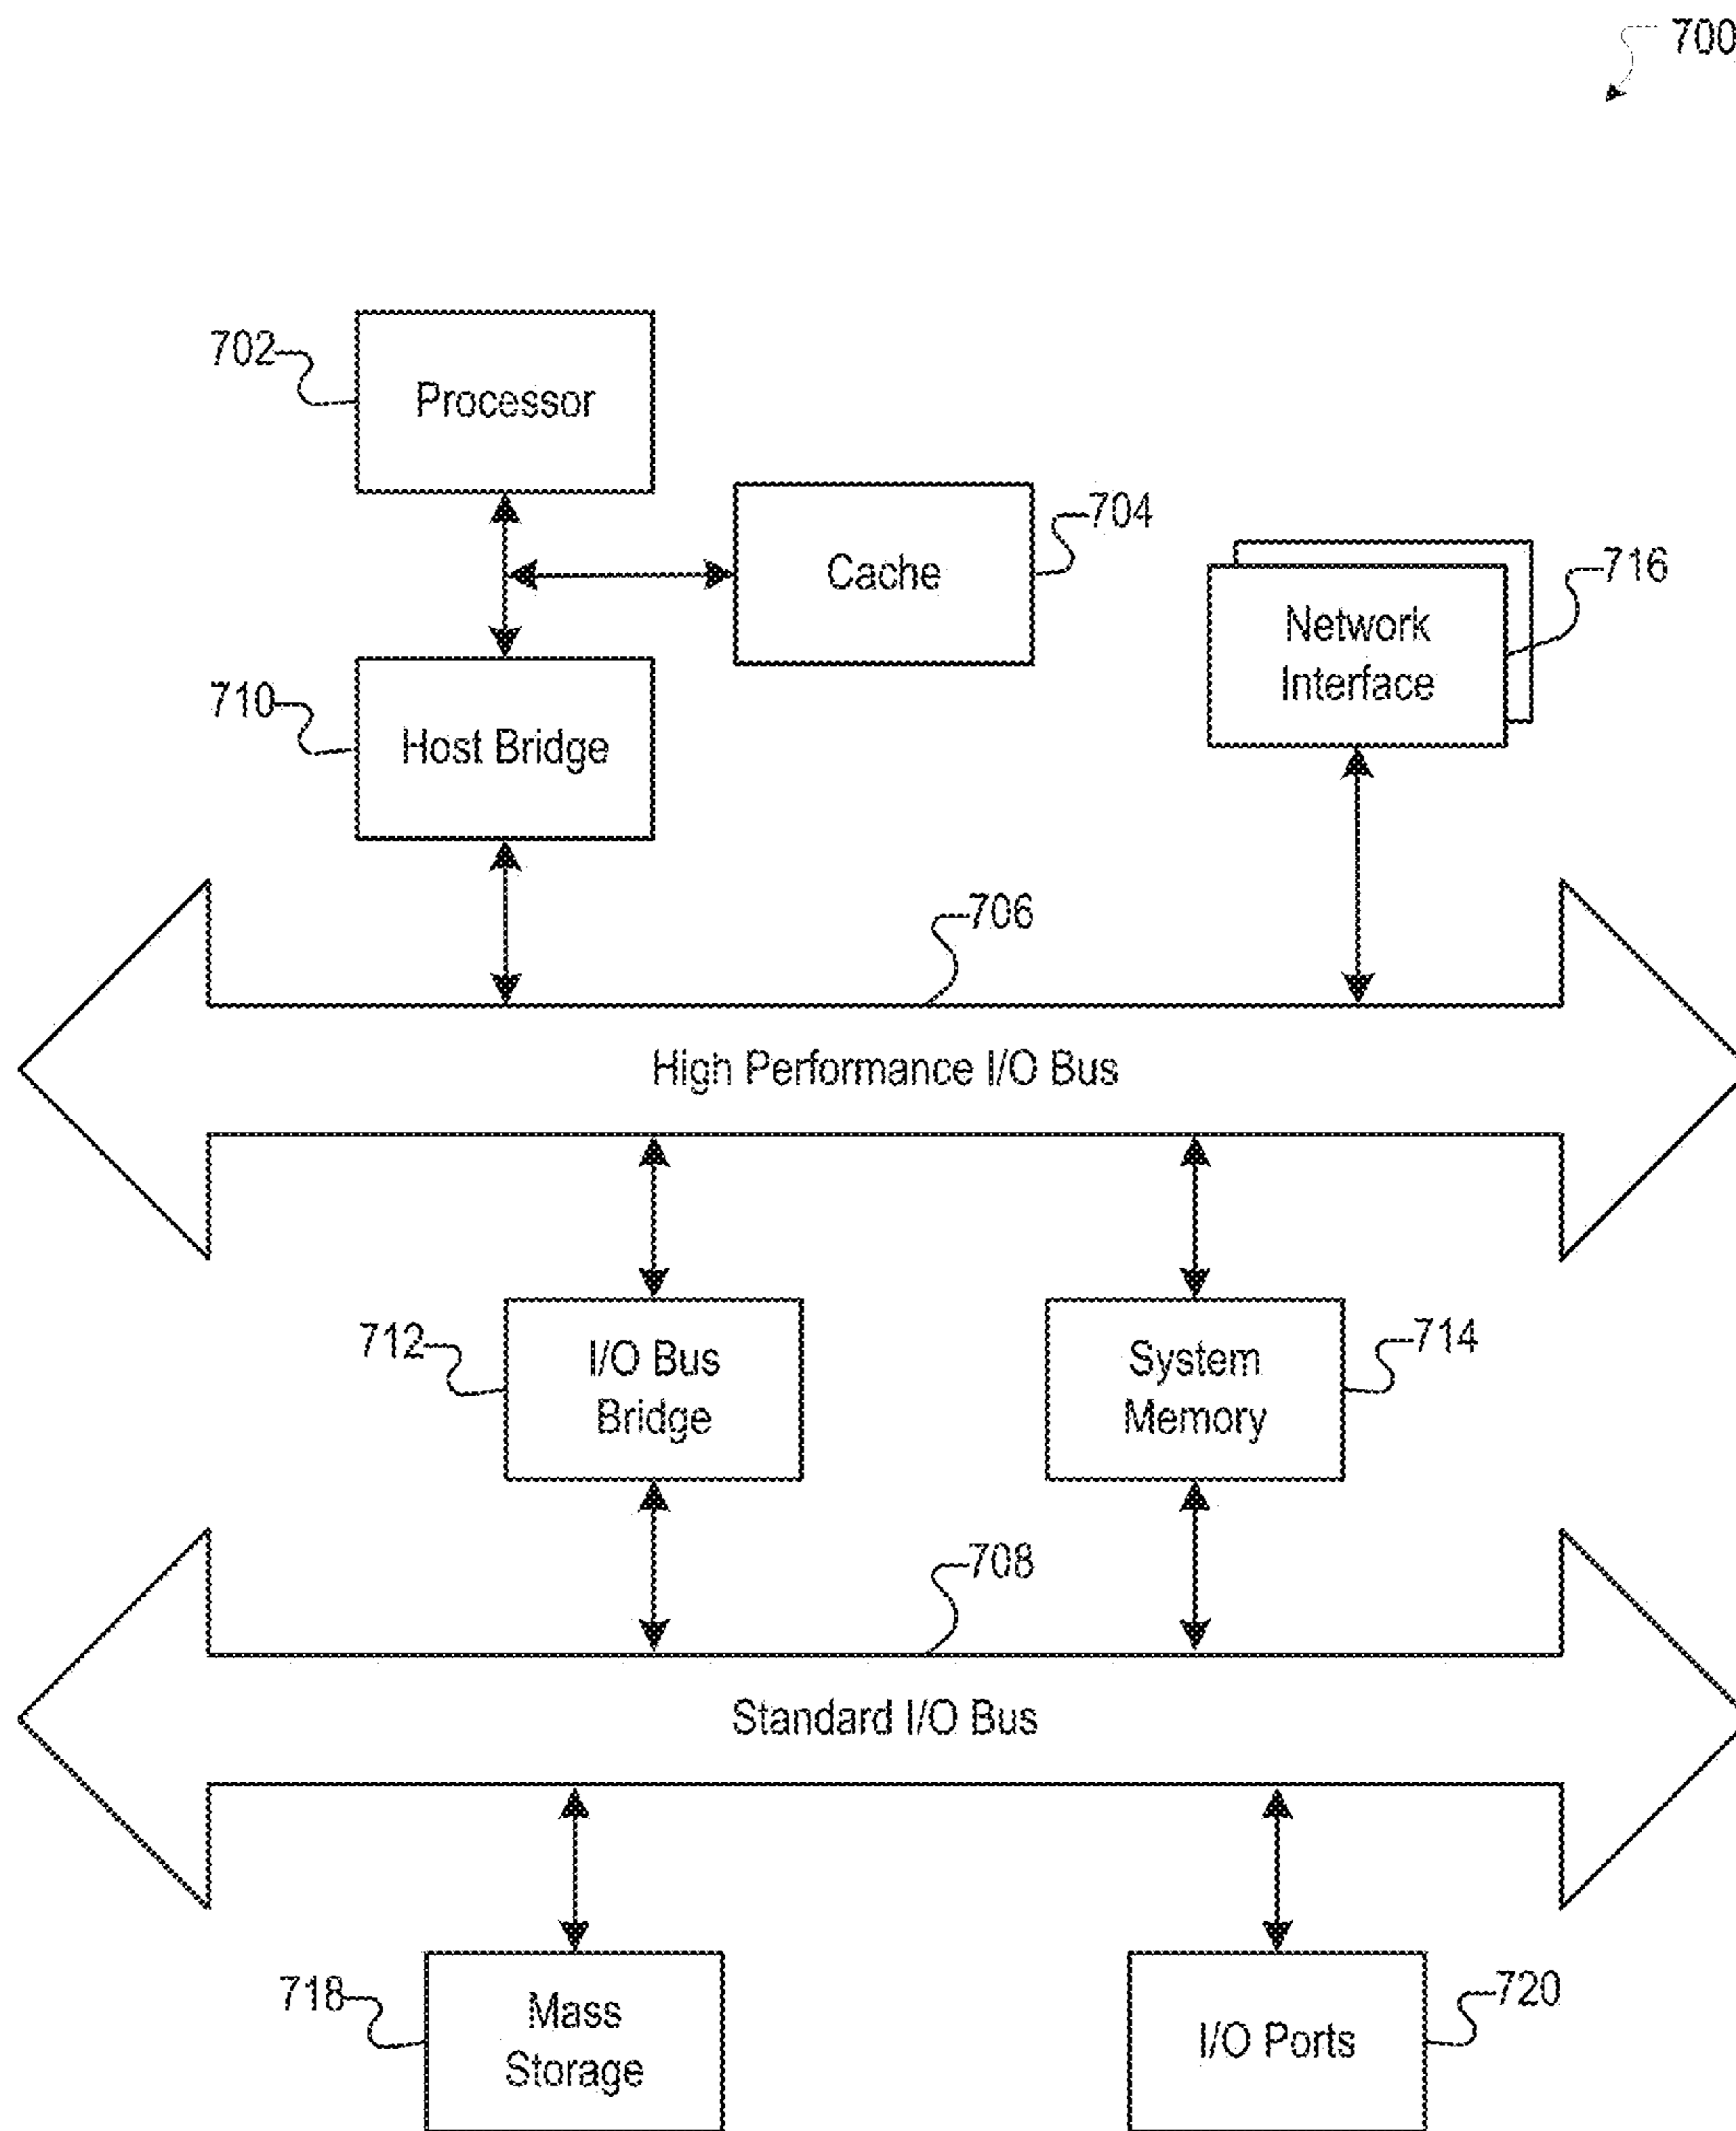 700
702
Processor
704
Cache
716
Network
Interface
710
Host Bridge
706
High Performance I/O Bus
712
I/O Bus
Bridge
714
System
Memory
708
Standard I/O Bus
718
Mass
Storage
720
I/O Ports